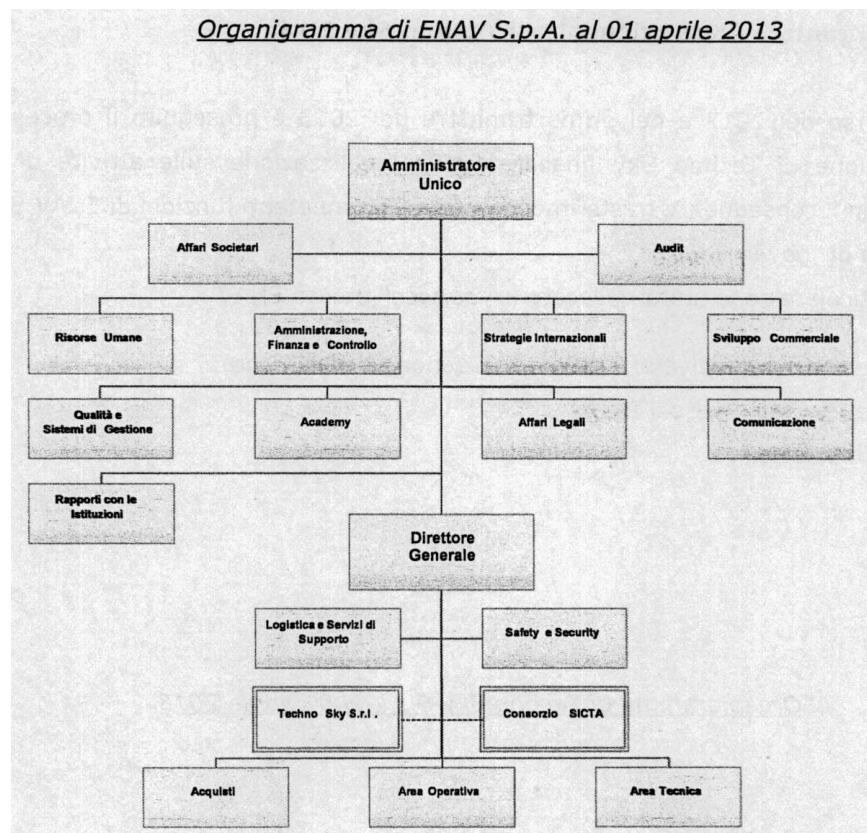 Organigramma di ENAV S.p.A. al 01 aprile 2013
Amministratore
Unico
Affari Societari
Audit
Risorse Umane
Amministrazione,
Finanza e Controllo
Strategie Internazionali
Sviluppo Commerciale
Qualità e
Sistemi di Gestione
Academy
Affari Legali
Comunicazione
Rapporti con le
Istituzioni
Direttore
Generale
Logistica e Servizi di
Supporto
Safety e Security
Techno Sky S.r.l .
Consorzio SICTA
Acquisti
Area Operativa
Area Tecnica